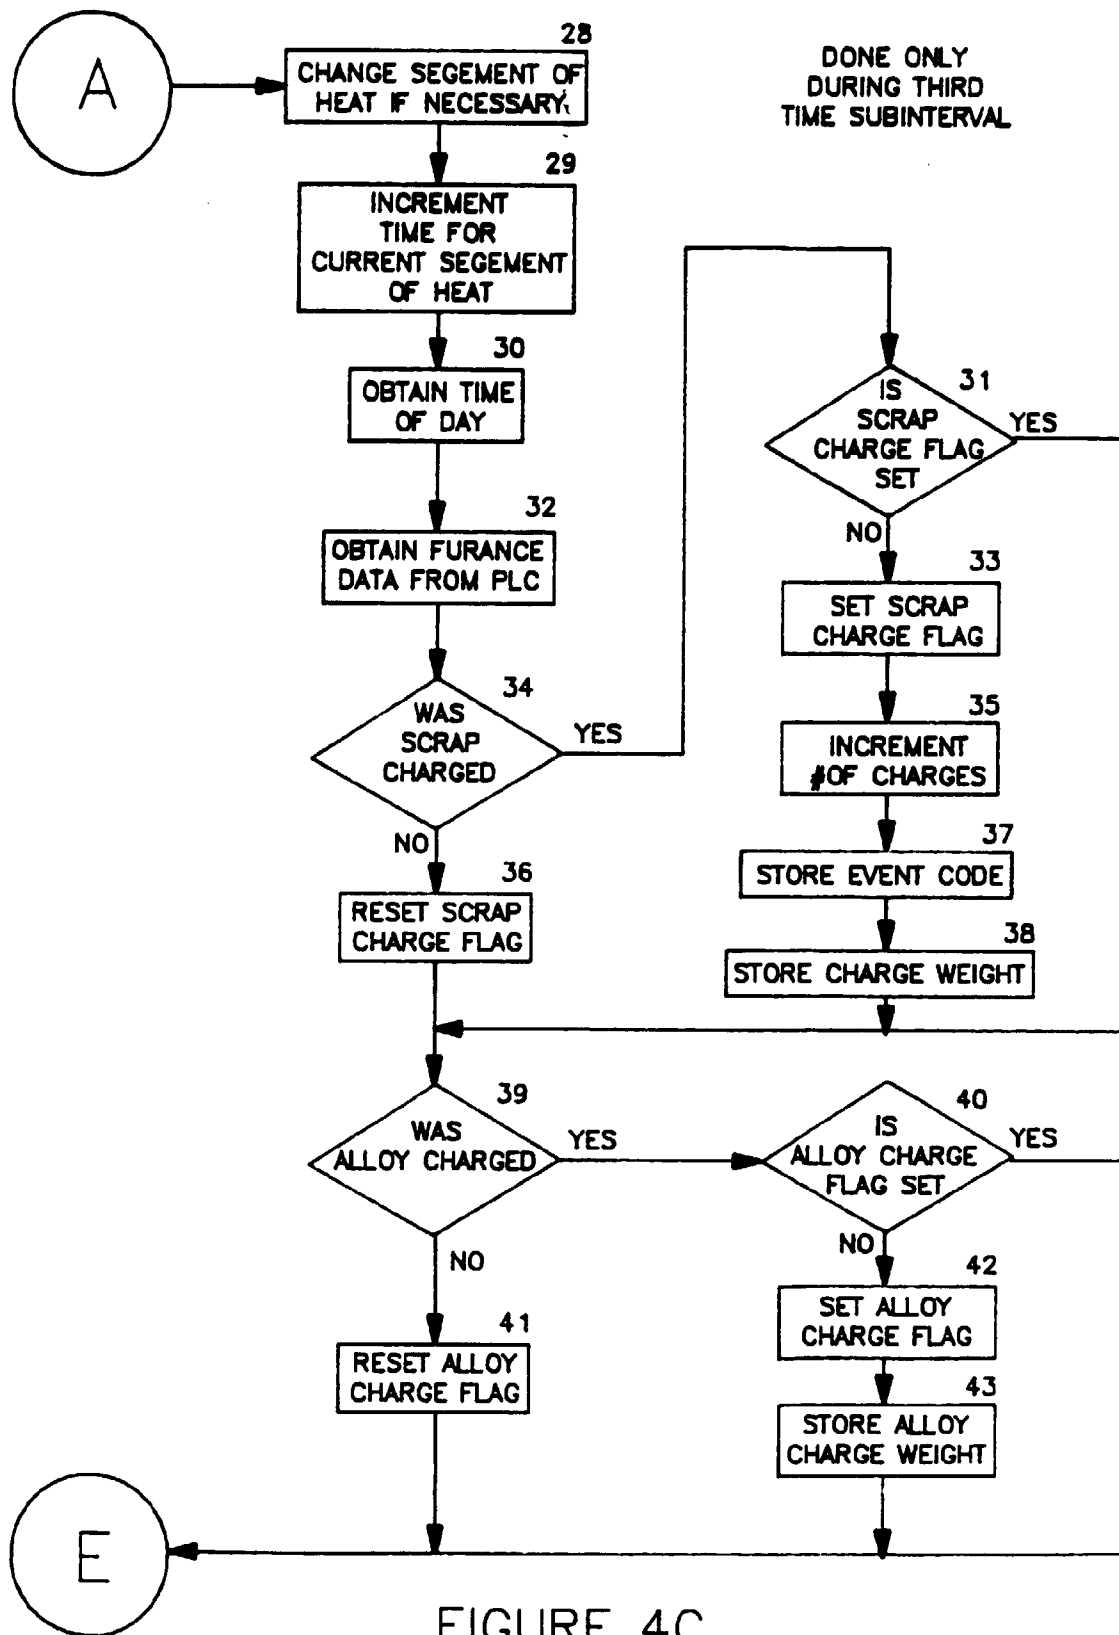 A
28
CHANGE SEGEMENT OF
HEAT IF NECESSARY
DONE ONLY
DURING THIRD
TIME SUBINTERVAL
29
INCREMENT
TIME FOR
CURRENT SEGEMENT
OF HEAT
30
OBTAIN TIME
OF DAY
32
OBTAIN FURANCE
DATA FROM PLC
34
WAS
SCRAP
CHARGED
YES
NO
36
RESET SCRAP
CHARGE FLAG
31
IS
SCRAP
CHARGE FLAG
SET
YES
NO
33
SET SCRAP
CHARGE FLAG
35
INCREMENT
#OF CHARGES
37
STORE EVENT CODE
38
STORE CHARGE WEIGHT
39
WAS
ALLOY CHARGED
YES
NO
41
RESET ALLOY
CHARGE FLAG
40
IS
ALLOY CHARGE
FLAG SET
YES
NO
42
SET ALLOY
CHARGE FLAG
43
STORE ALLOY
CHARGE WEIGHT
E
FIGURE 4C